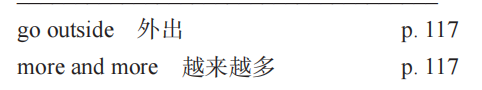 go outside 外出 p. 117
more and more 越来越多 p. 117